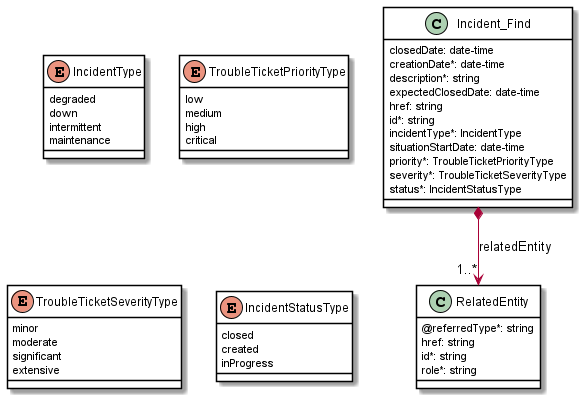 E IncidentType
degraded
down
intermittent
maintenance
E TroubleTicketPriorityType
low
medium
high
critical
C Incident_Find
closedDate: date-time
creationDate*: date-time
description*: string
expectedClosedDate: date-time
href: string
id*: string
incidentType*: IncidentType
situationStartDate: date-time
priority*: TroubleTicketPriorityType
severity*: TroubleTicketSeverityType
status*: IncidentStatusType
relatedEntity
1..*
E TroubleTicketSeverityType
minor
moderate
significant
extensive
E IncidentStatusType
closed
created
inProgress
C RelatedEntity
@referredType*: string
href: string
id*: string
role*: string